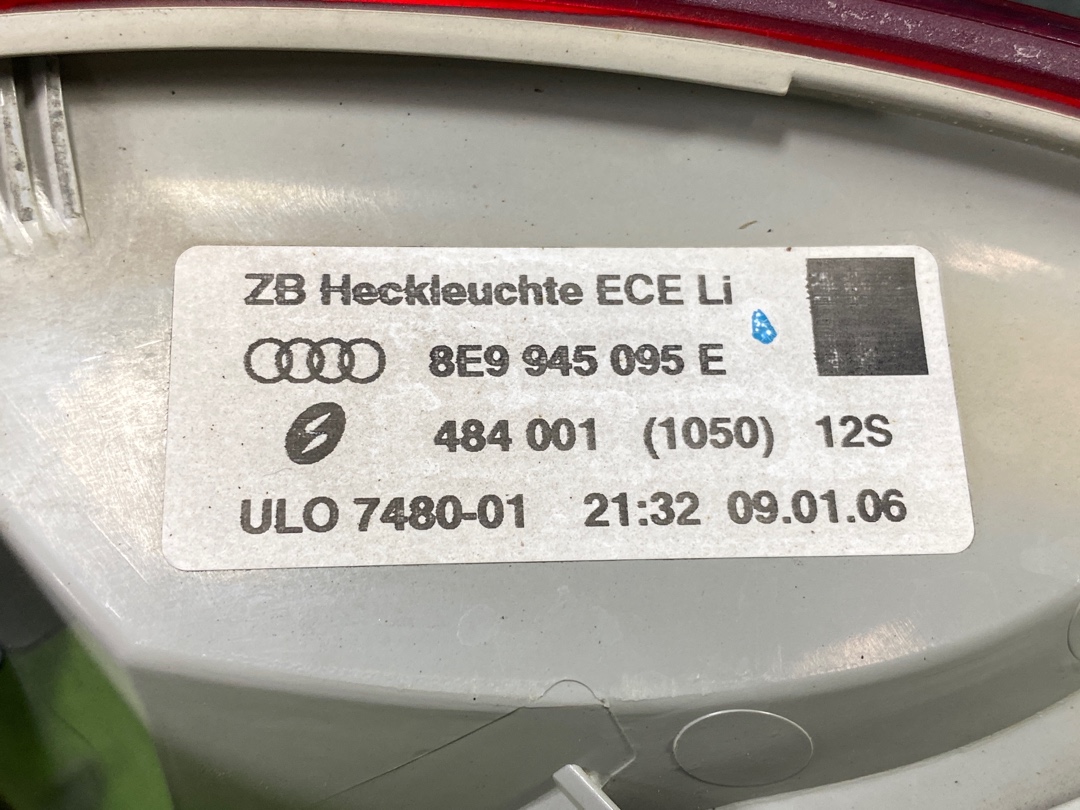 ZB Heckleuchte ECE Li
8E9 945 095 E
484 001 (1050) 12S
ULO 7480-01 21:32 09.01.06